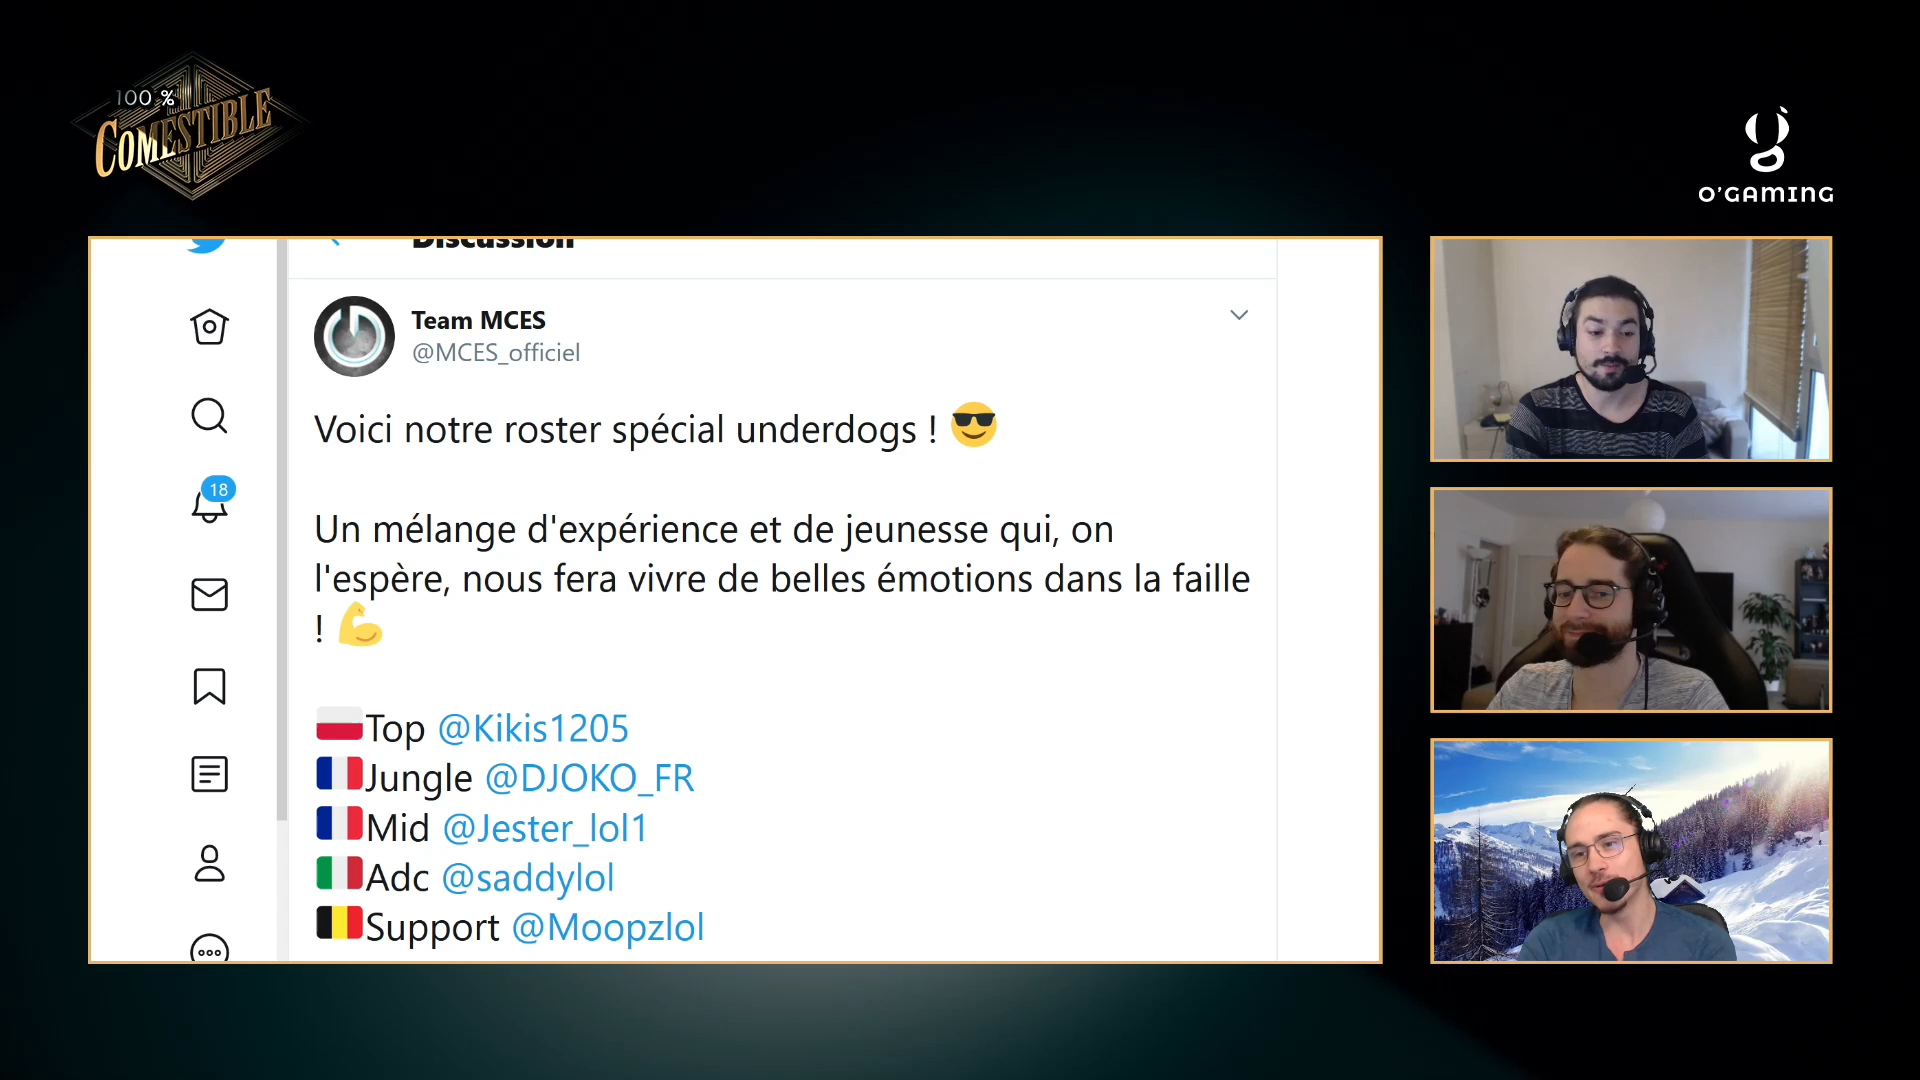 100 %
COMESTIBLE
O'GAMING
Discussion
Team MCES
@MCES_officiel
Voici notre roster spécial underdogs ! 😎
Un mélange d'expérience et de jeunesse qui, on
l'espère, nous fera vivre de belles émotions dans la faille
! 💪
18
🇵🇱Top @Kikis1205
🇫🇷Jungle @DJOKO_FR
🇫🇷Mid @Jester_lol1
🇮🇹Adc @saddylol
🇧🇪Support @Moopzlol